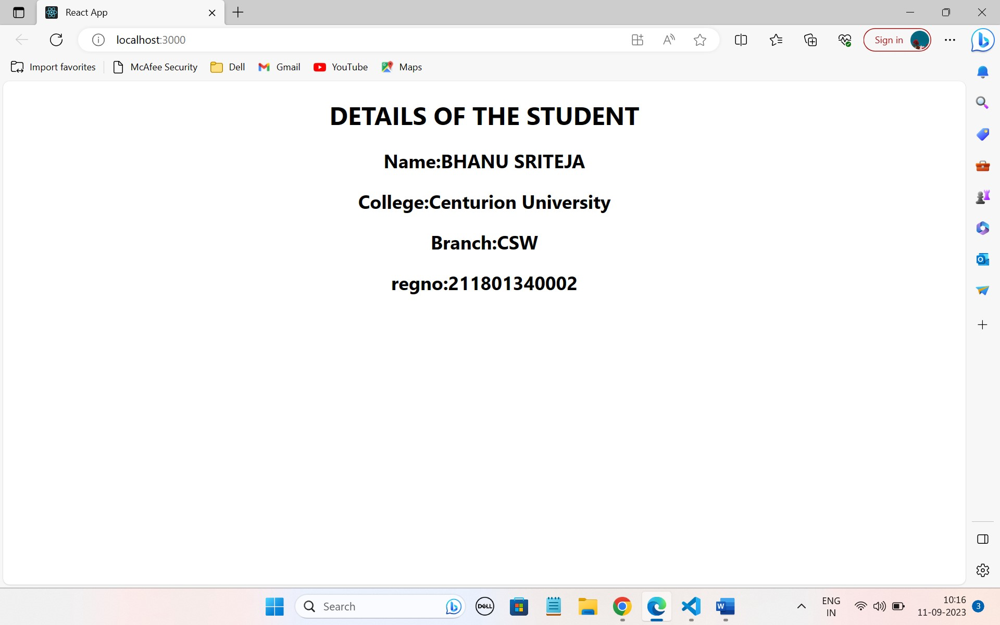 React App
localhost:3000
Sign in
Import favorites
McAfee Security
Dell
Gmail
YouTube
Maps
DETAILS OF THE STUDENT
Name:BHANU SRITEJA
College:Centurion University
Branch:CSW
regno:211801340002
Search
DELL
W
ENG
IN
10:16
11-09-2023
3